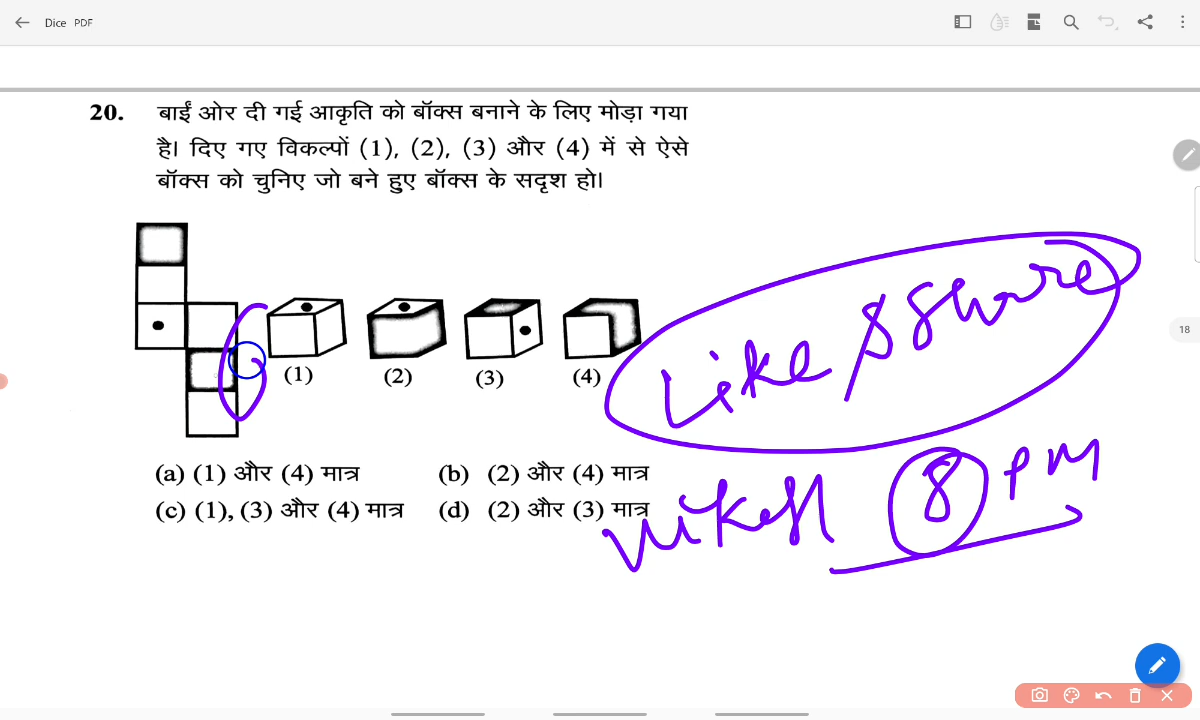 Dice PDF
20. बाईं ओर दी गई आकृति को बॉक्स बनाने के लिए मोड़ा गया
है। दिए गए विकल्पों (1), (2), (3) और (4) में से ऐसे
बॉक्स को चुनिए जो बने हुए बॉक्स के सदृश हो।
18
(1) (2) (3) (4)
Like & share
(a) (1) और (4) मात्र (b) (2) और (4) मात्र
(c) (1), (3) और (4) मात्र (d) (2) और (3) मात्र
8 PM